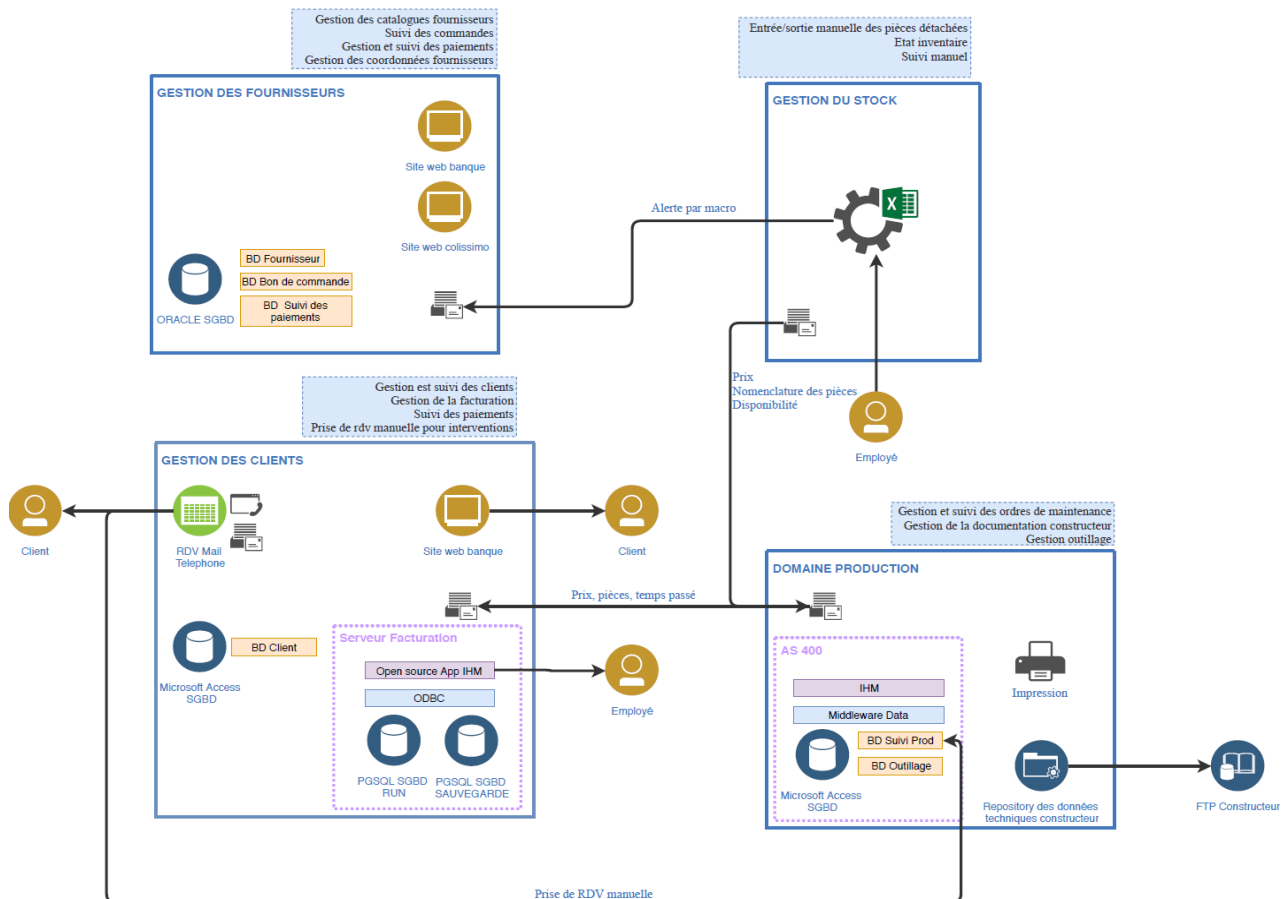 Gestion des catalogues fournisseurs
Suivi des commandes
Gestion et suivi des paiements
Gestion des coordonnées fournisseurs
GESTION DES FOURNISSEURS
Site web banque
Site web colissimo
BD Fournisseur
BD Bon de commande
BD Suivi des
paiements
ORACLE SGBD
Entrée/sortie manuelle des pièces détachées
Etat inventaire
Suivi manuel
GESTION DU STOCK
X
Alerte par macro
Prix
Nomenclature des pièces
Disponibilité
Employê
Gestion est suivi des clients
Gestion de la facturation
Suivi des paiements
Prise de rdv manuelle pour interventions
GESTION DES CLIENTS
Client
RDV Mail
Telephone
Site web banque
Client
Prix, pièces, temps passé
BD Client
Microsoft Access
SGBD
Serveur Facturation
Open source App IHM
ODBC
PGSQL SGBD
RUN
PGSQL SGBD
SAUVEGARDE
Employê
Gestion et suivi des ordres de maintenance
Gestion de la documentation constructeur
Gestion outillage
DOMAINE PRODUCTION
AS 400
IHM
Middleware Data
BD Suivi Prod
BD Outillage
Microsoft Access
SGBD
Impression
Repository des données
techniques constructeur
FTP Constructeur
Prise de RDV manuelle